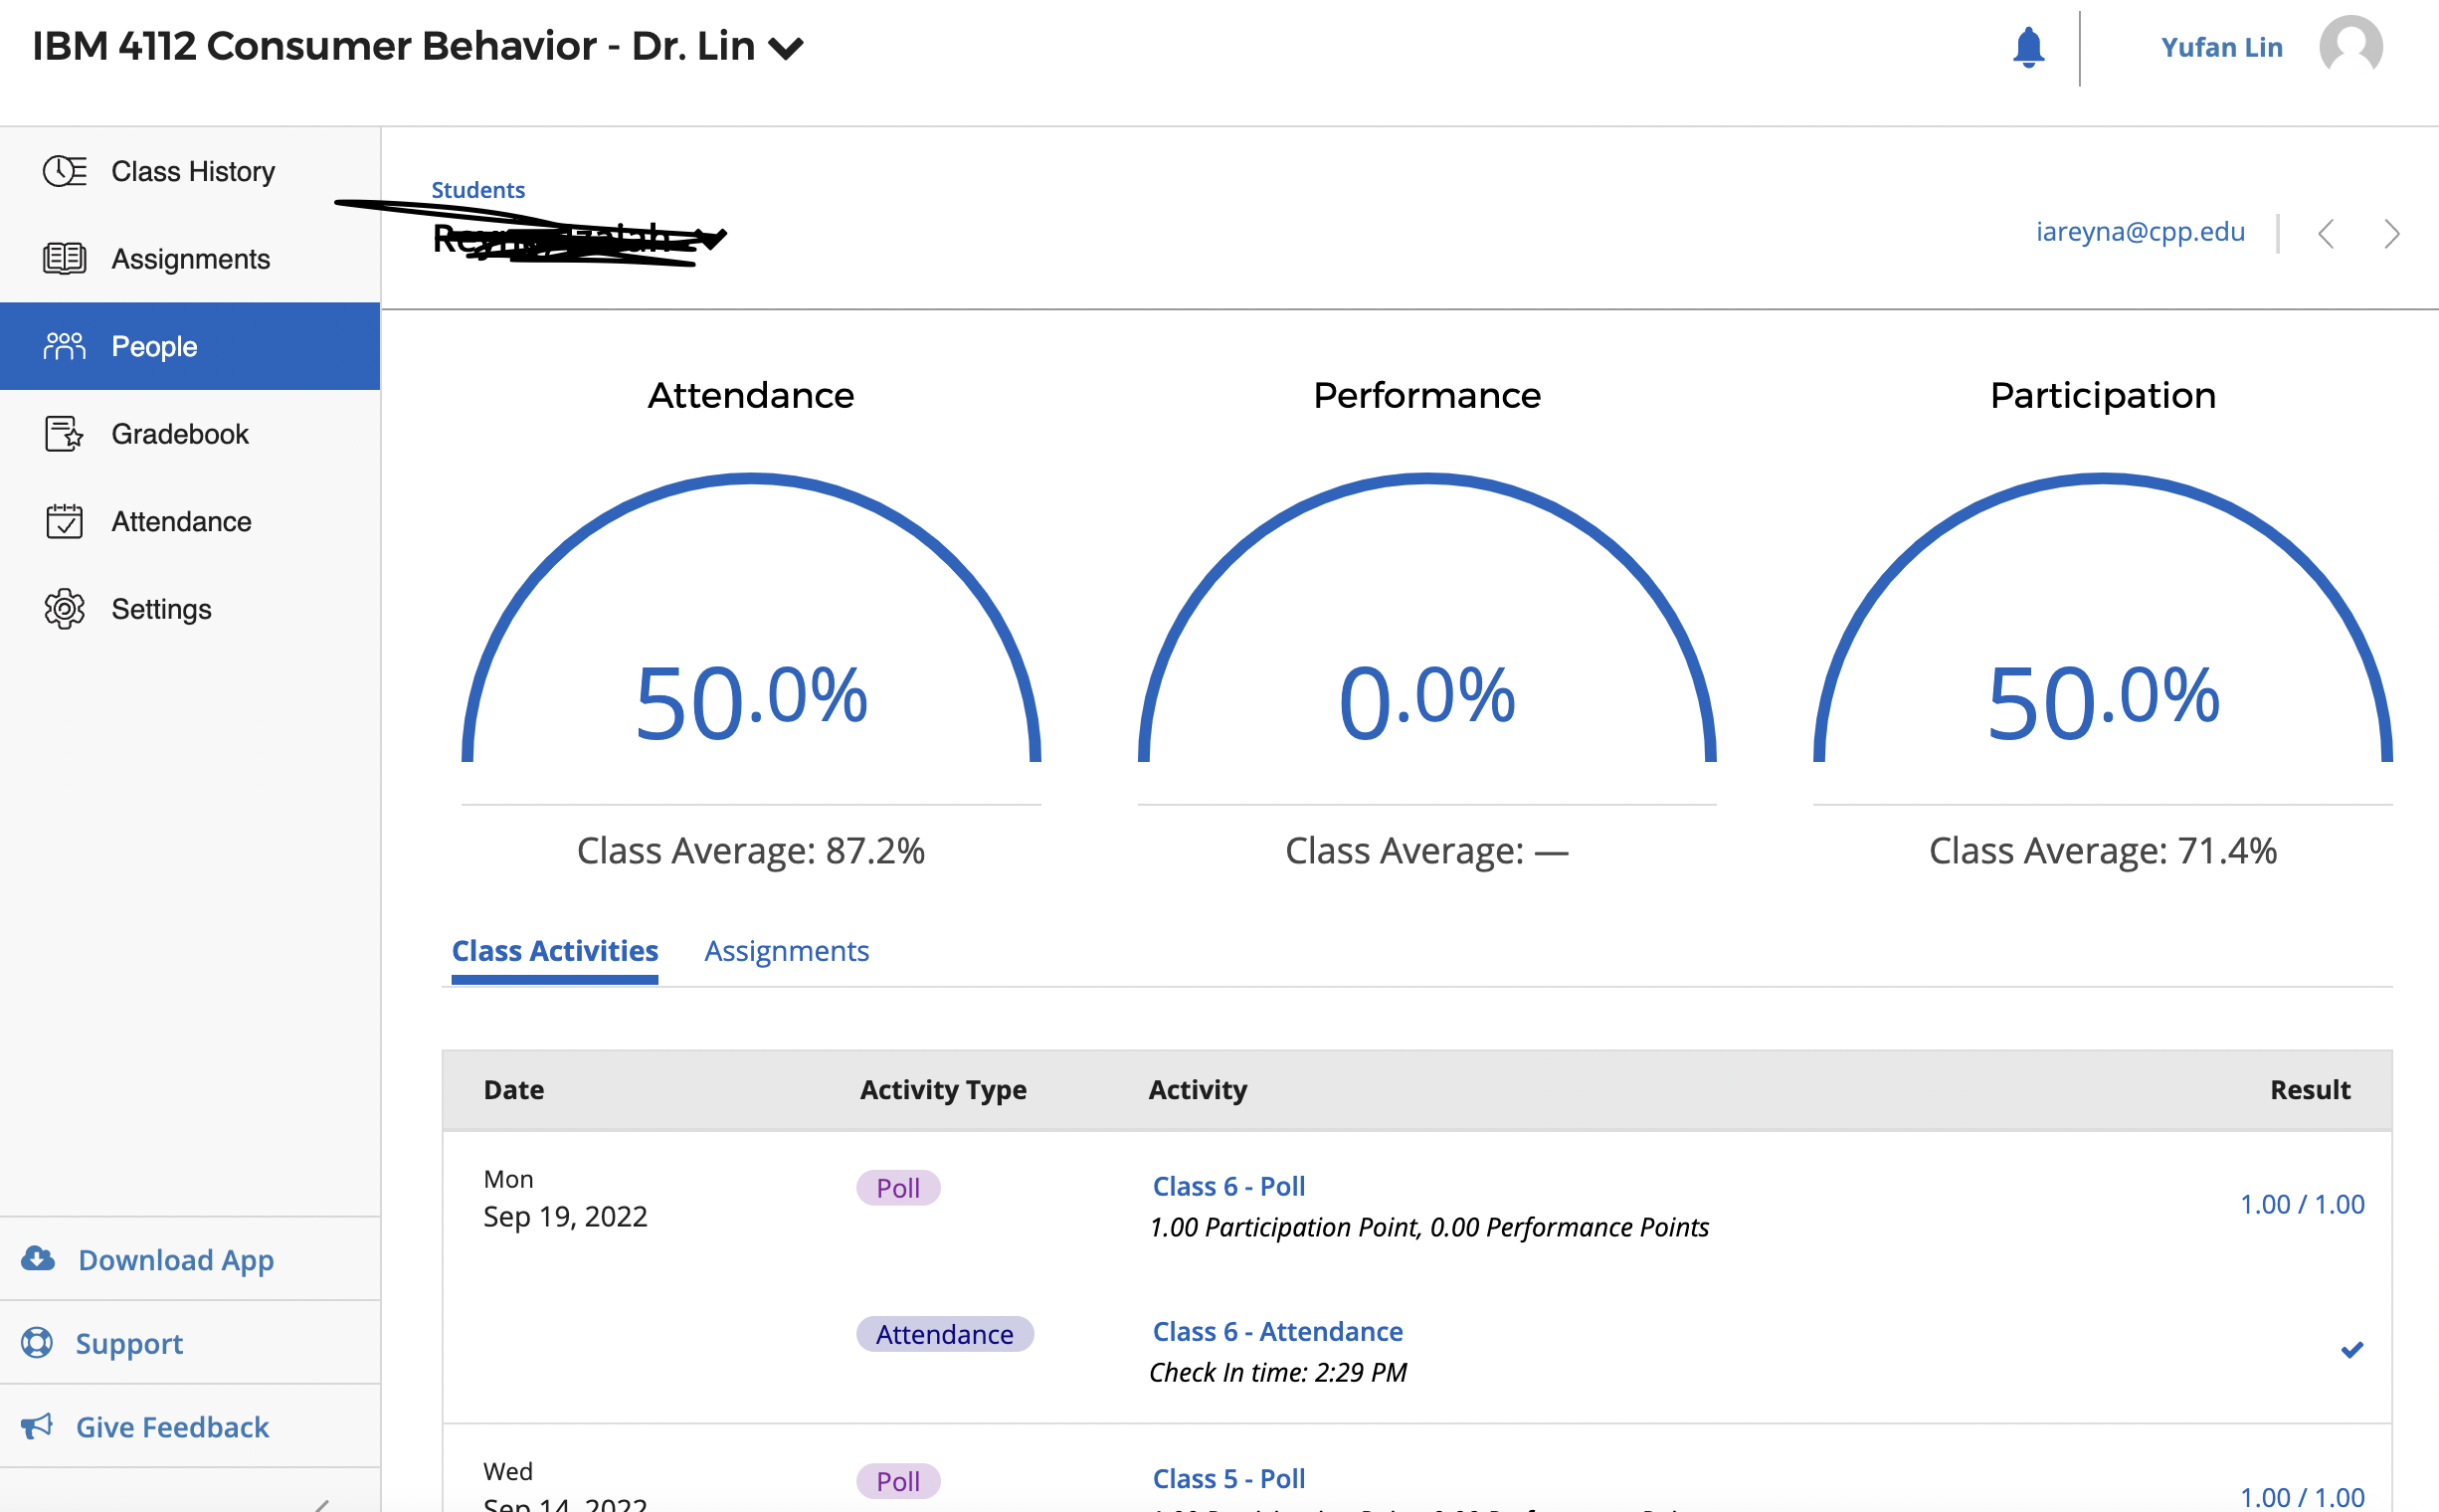 IBM 4112 Consumer Behavior - Dr. Lin
Yufan Lin
Class History
Assignments
People
Gradebook
Attendance
Settings
Download App
Support
Give Feedback
Students
iareyna@cpp.edu
Attendance
50.0%
Class Average: 87.2%
Performance
0.0%
Class Average: —
Participation
50.0%
Class Average: 71.4%
Class Activities
Assignments
Date Activity Type Activity Result
Mon
Sep 19, 2022
Poll
Class 6 - Poll
1.00 Participation Point, 0.00 Performance Points
1.00 / 1.00
Attendance
Class 6 - Attendance
Check In time: 2:29 PM
Wed
Sep 14, 2022
Poll
Class 5 - Poll
1.00 / 1.00